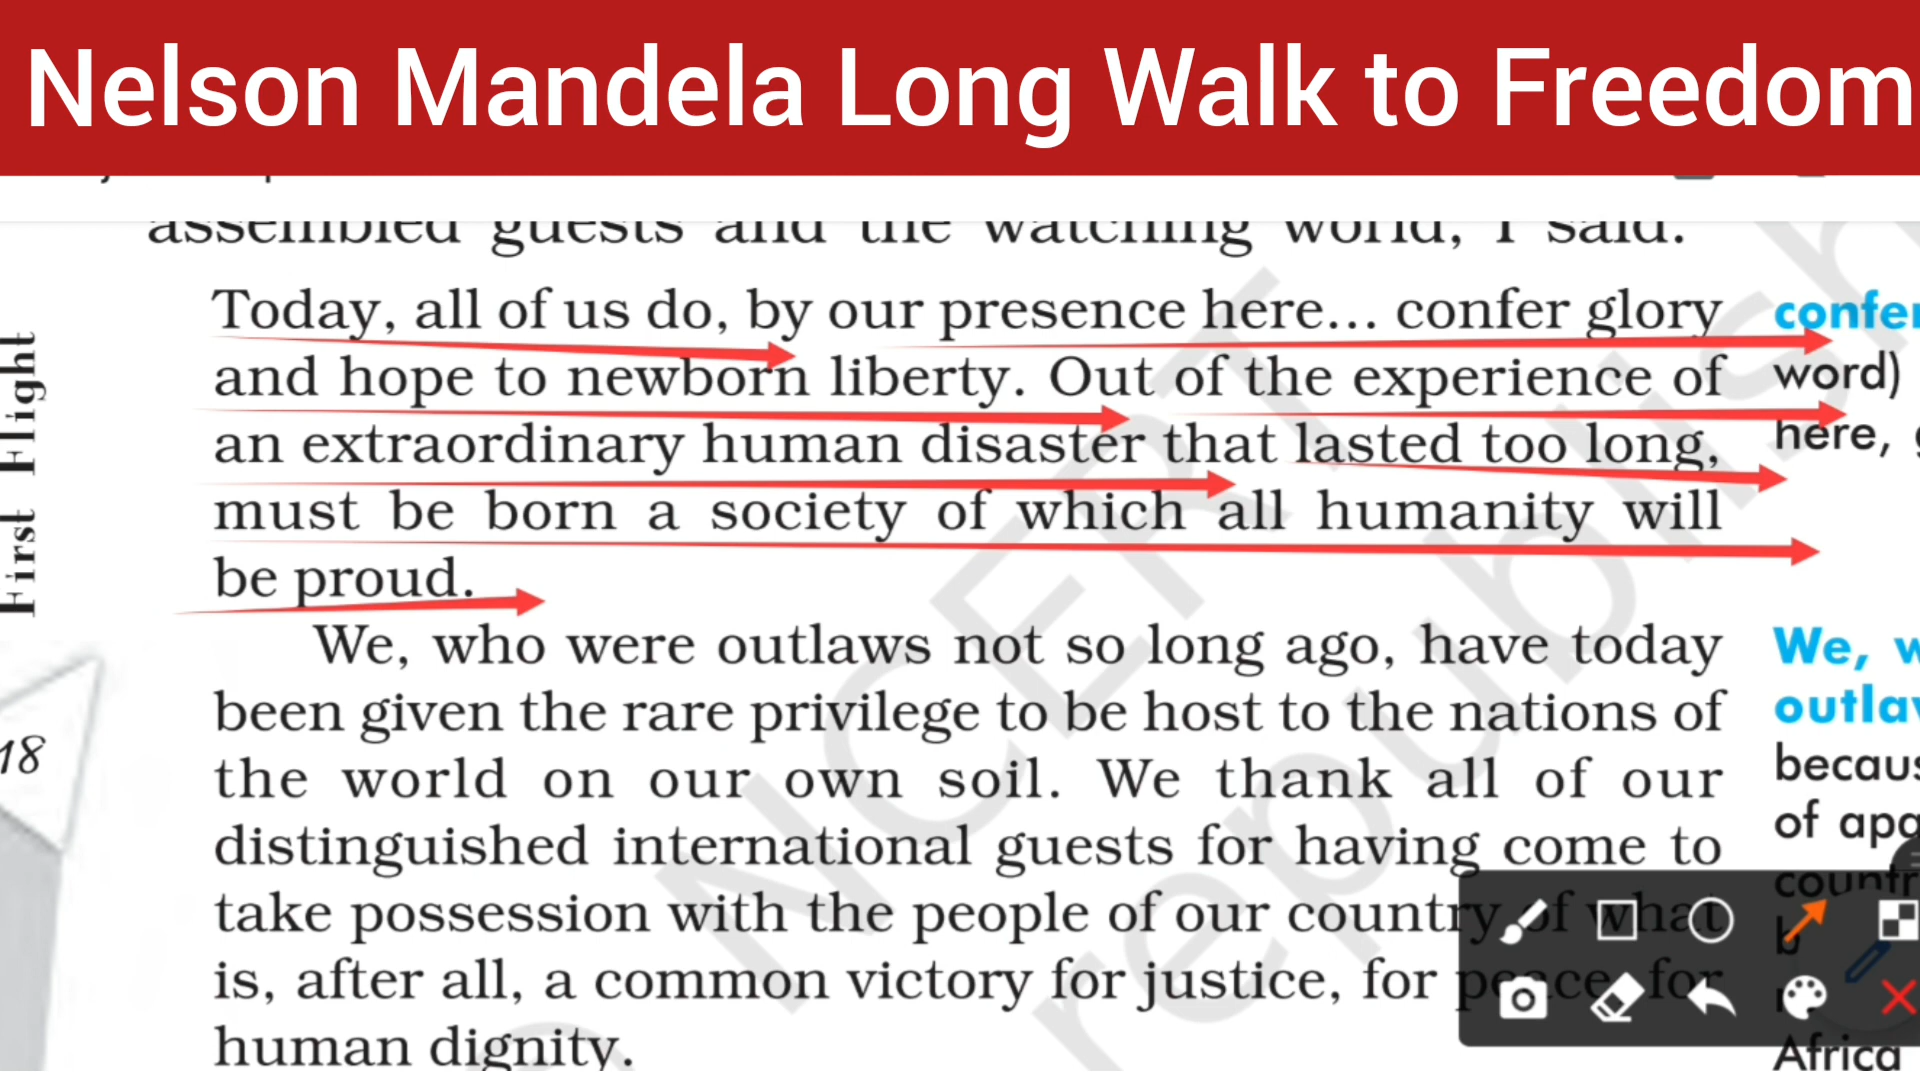 Nelson Mandela Long Walk to Freedom
assembled guests and the watching world, I said:
Today, all of us do, by our presence here... confer glory
and hope to newborn liberty. Out of the experience of
an extraordinary human disaster that lasted too long,
must be born a society of which all humanity will
be proud.
We, who were outlaws not so long ago, have today
been given the rare privilege to be host to the nations of
the world on our own soil. We thank all of our
distinguished international guests for having come to
take possession with the people of our country of what
is, after all, a common victory for justice, for peace, for
human dignity.
confer
word)
here,
We,
of
Africa
First Flight
18
NCERT
republish